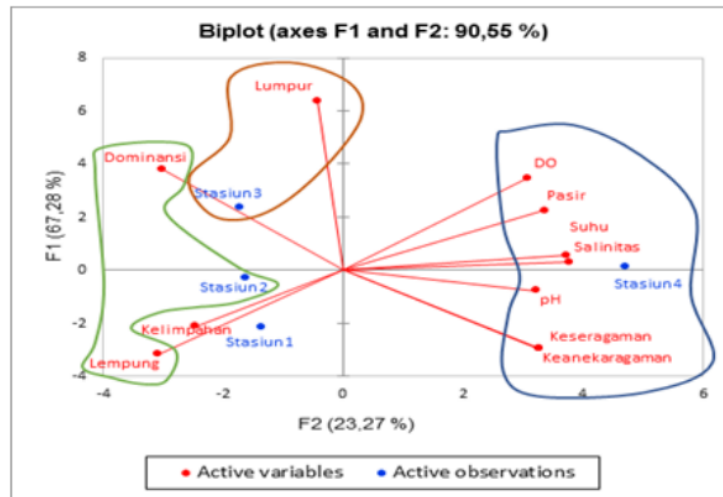 Biplot (axes F1 and F2: 90,55 %)
8
6
4
2
0
-2
-4
F1 (67,28 %)
Lumpur
Dominansi
Stasiun3
DO
Pasir
Suhu
Salinitas
Stasiun2
Stasiun4
pH
Kelimpahan
Stasiun1
Keseragaman
Keanekaragaman
Lempung
-4 -2 0 2 4 6
F2 (23,27 %)
Active variables Active observations